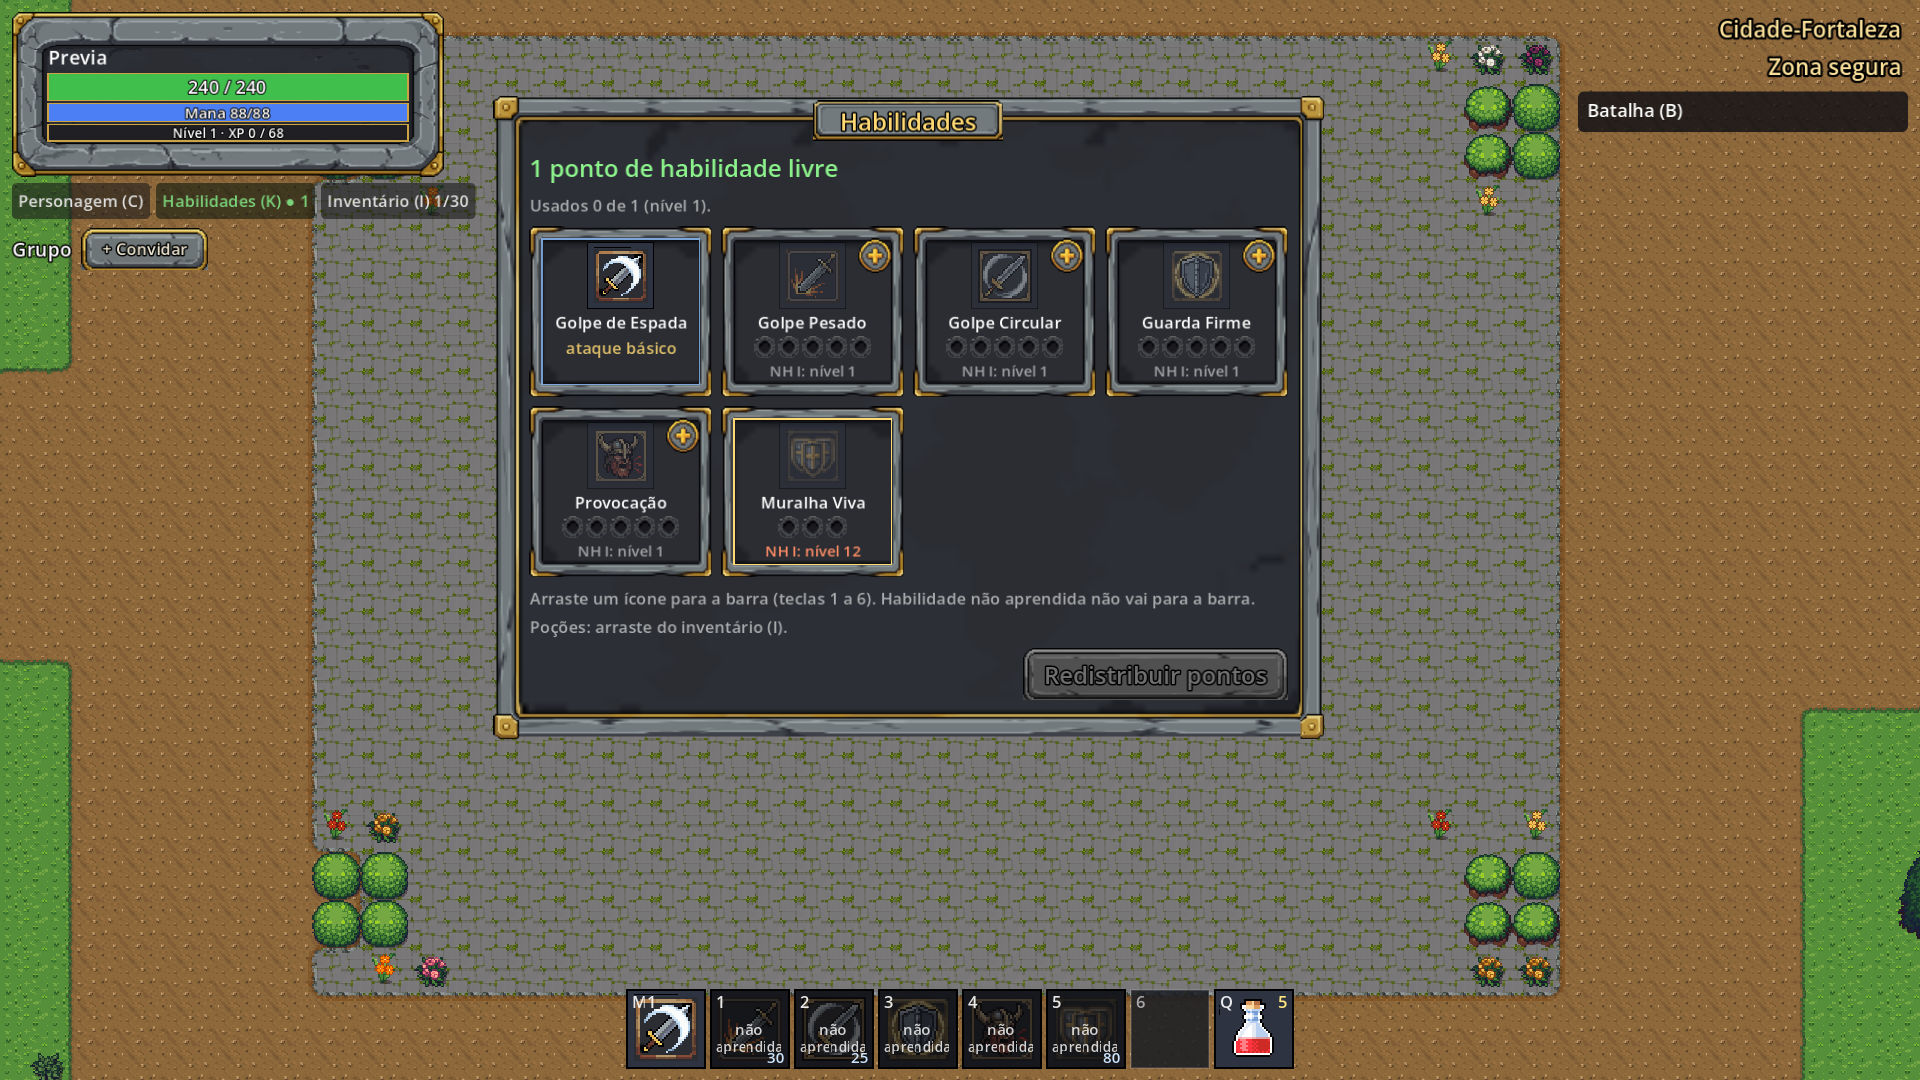 Previa
240 / 240
Mana 88/88
Nível 1 · XP 0 / 68
Personagem (C)
Habilidades (K) ● 1
Inventário (I) 1/30
Grupo
+ Convidar
Cidade-Fortaleza
Zona segura
Batalha (B)
Habilidades
1 ponto de habilidade livre
Usados 0 de 1 (nível 1).
Golpe de Espada
ataque básico
Golpe Pesado
NH I: nível 1
Golpe Circular
NH I: nível 1
Guarda Firme
NH I: nível 1
Provocação
NH I: nível 1
Muralha Viva
NH I: nível 12
Arraste um ícone para a barra (teclas 1 a 6). Habilidade não aprendida não vai para a barra.
Poções: arraste do inventário (I).
Redistribuir pontos
M1
1
não
aprendida
30
2
não
aprendida
25
3
não
aprendida
4
não
aprendida
5
não
aprendida
80
6
Q
5